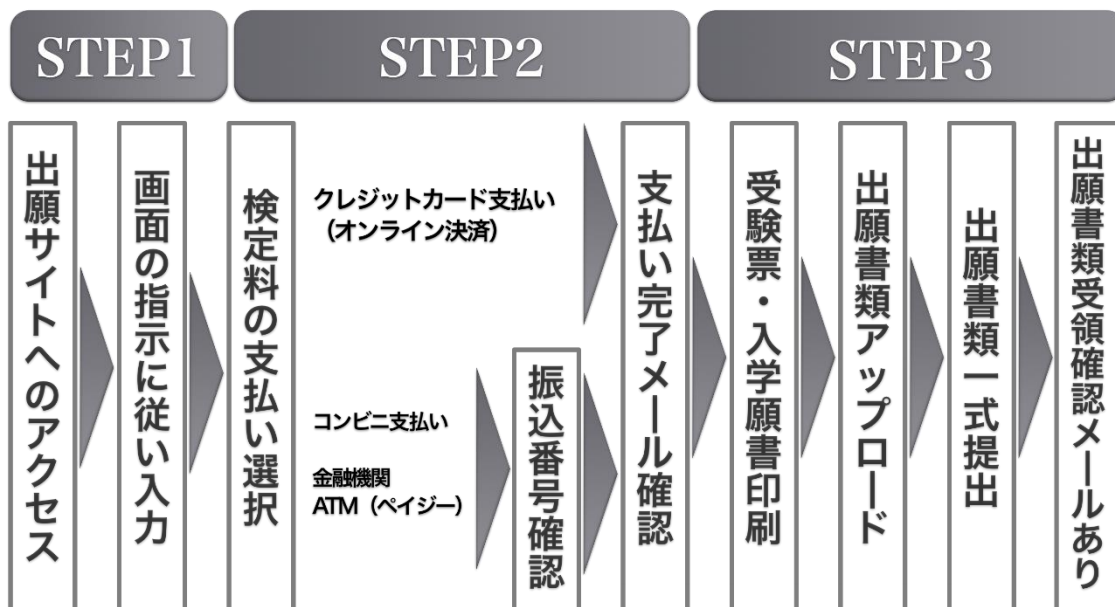 STEP1
STEP2
STEP3
出願サイトへのアクセス
画面の指示に従い入力
検定料の支払い選択
クレジットカード支払い
（オンライン決済）
コンビニ支払い
金融機関
ATM（ペイジー）
振込番号確認
支払い完了メール確認
受験票・入学願書印刷
出願書類アップロード
出願書類一式提出
出願書類受領確認メールあり